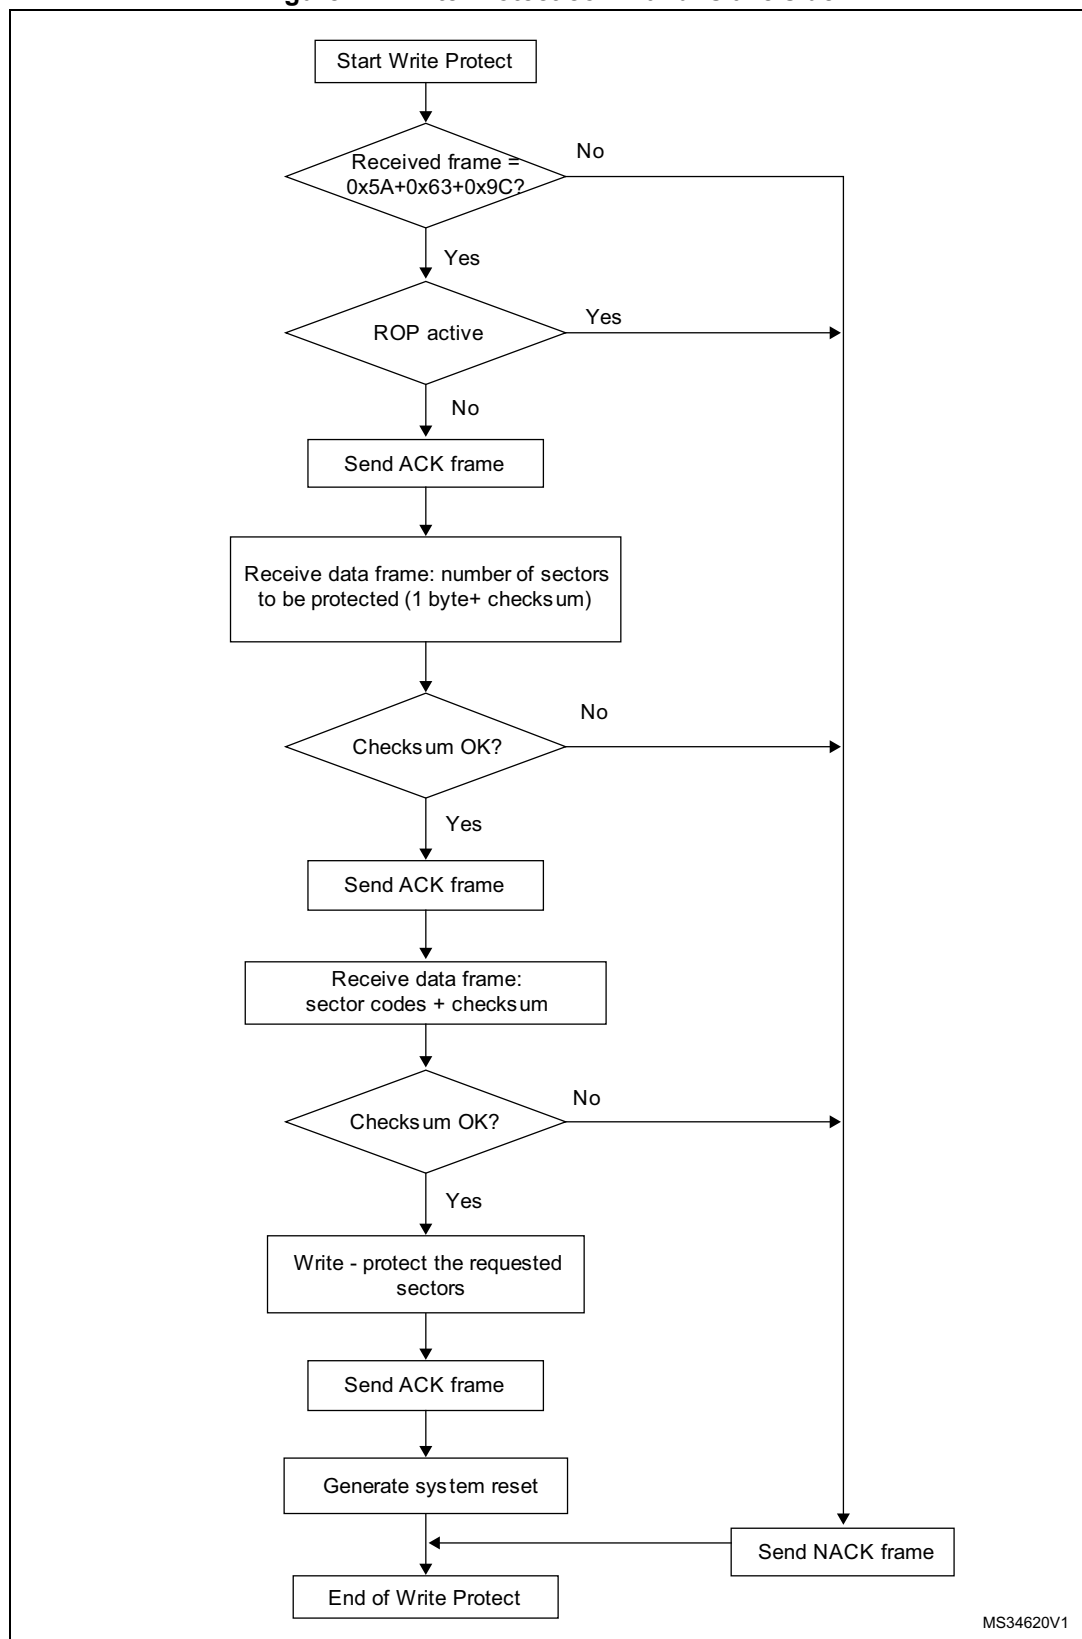 Start Write Protect
Received frame =
0x5A+0x63+0x9C?
No
Yes
ROP active
Yes
No
Send ACK frame
Receive data frame: number of sectors
to be protected (1 byte+ checksum)
Checksum OK?
No
Yes
Send ACK frame
Receive data frame:
sector codes + checksum
Checksum OK?
No
Yes
Write - protect the requested
sectors
Send ACK frame
Generate system reset
Send NACK frame
End of Write Protect
MS34620V1